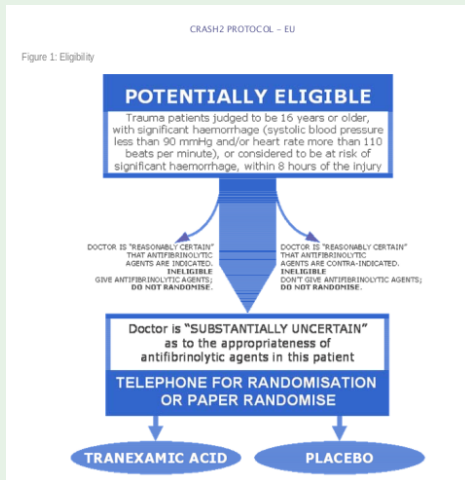 CRASH2 PROTOCOL – EU
Figure 1: Eligibility
POTENTIALLY ELIGIBLE
Trauma patients judged to be 16 years or older,
with significant haemorrhage (systolic blood pressure
less than 90 mmHg and/or heart rate more than 110
beats per minute), or considered to be at risk of
significant haemorrhage, within 8 hours of the injury
DOCTOR IS "REASONABLY CERTAIN"
THAT ANTIFIBRINOLYTIC
AGENTS ARE INDICATED.
INELIGIBLE
GIVE ANTIFIBRINOLYTIC AGENTS;
DO NOT RANDOMISE.
DOCTOR IS "REASONABLY CERTAIN"
THAT ANTIFIBRINOLYTIC
AGENTS ARE CONTRA-INDICATED.
INELIGIBLE
DON'T GIVE ANTIFIBRINOLYTIC AGENTS;
DO NOT RANDOMISE.
Doctor is "SUBSTANTIALLY UNCERTAIN"
as to the appropriateness of
antifibrinolytic agents in this patient
TELEPHONE FOR RANDOMISATION
OR PAPER RANDOMISE
TRANEXAMIC ACID
PLACEBO